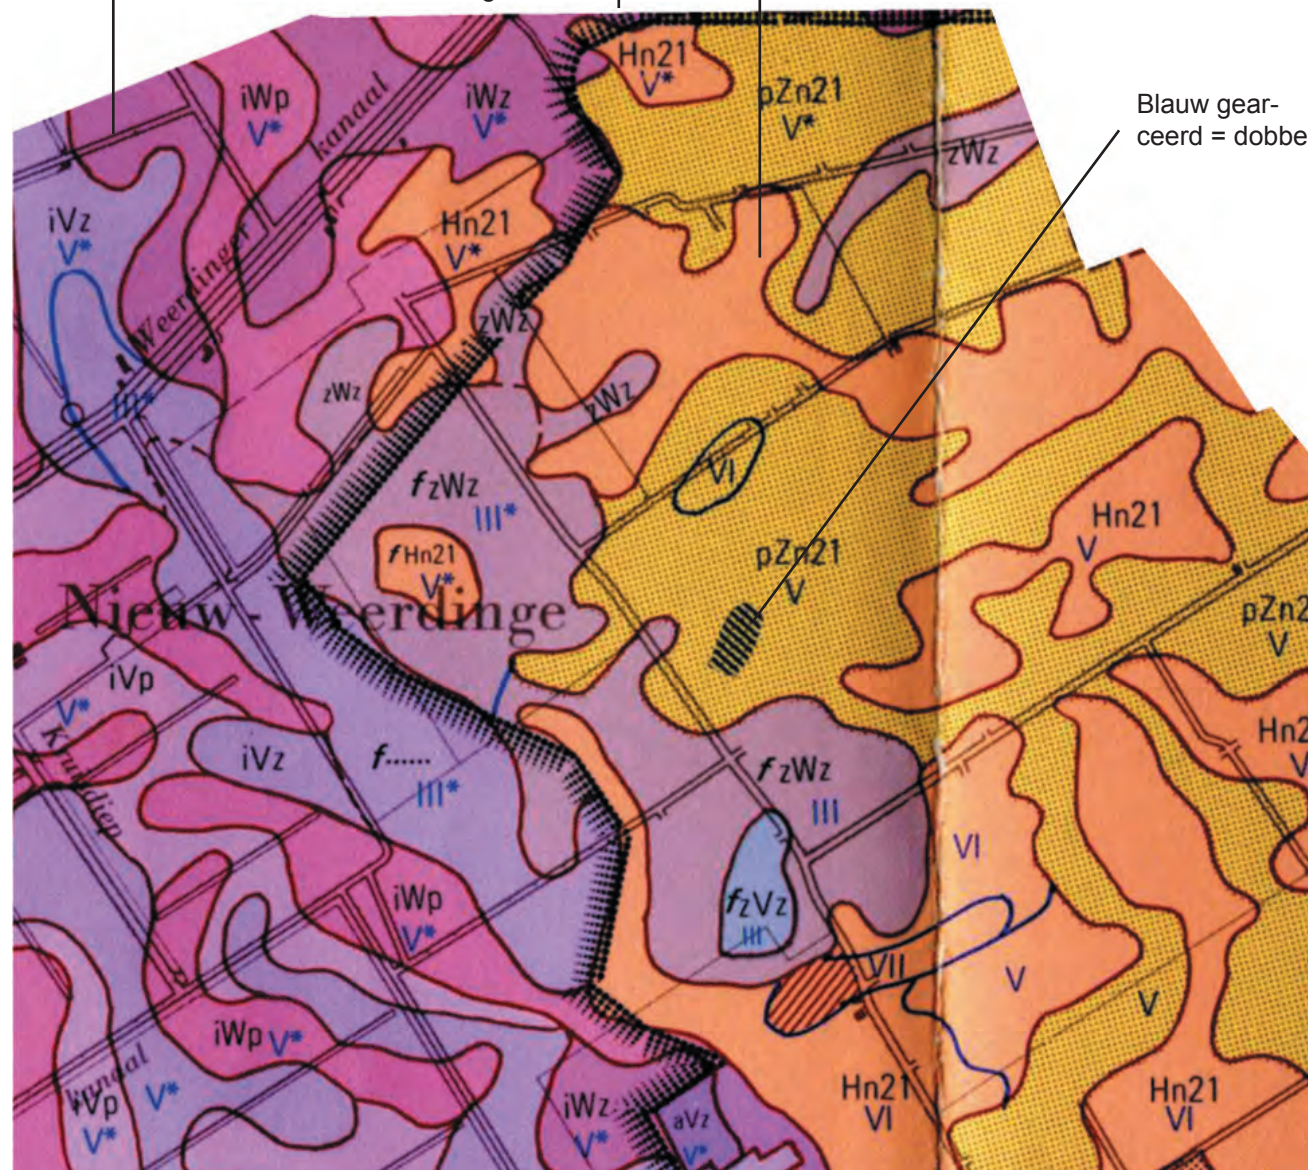 Hn21
V*
iWp
V*
kanaal
iWz
V*
pZn21
V*
Blauw gear-
ceerd = dobbe
zWz
iVz
V*
Weerdinger
Hn21
V*
zWz
zWz
III*
zWz
VI
fzWz
III*
Hn21
V
fHn21
V*
pZn21
V
Nieuw-Weerdinge
pZn2
V
iVp
V*
Kruidiep
iVz
f......
III*
fzWz
III
Hn2
V
VI
iWp
V*
fzVz
III
VII
V
V
iWp V*
kanaal
iVp
V*
V*
iWz
V*
aVz
V*
Hn21
VI
Hn21
VI